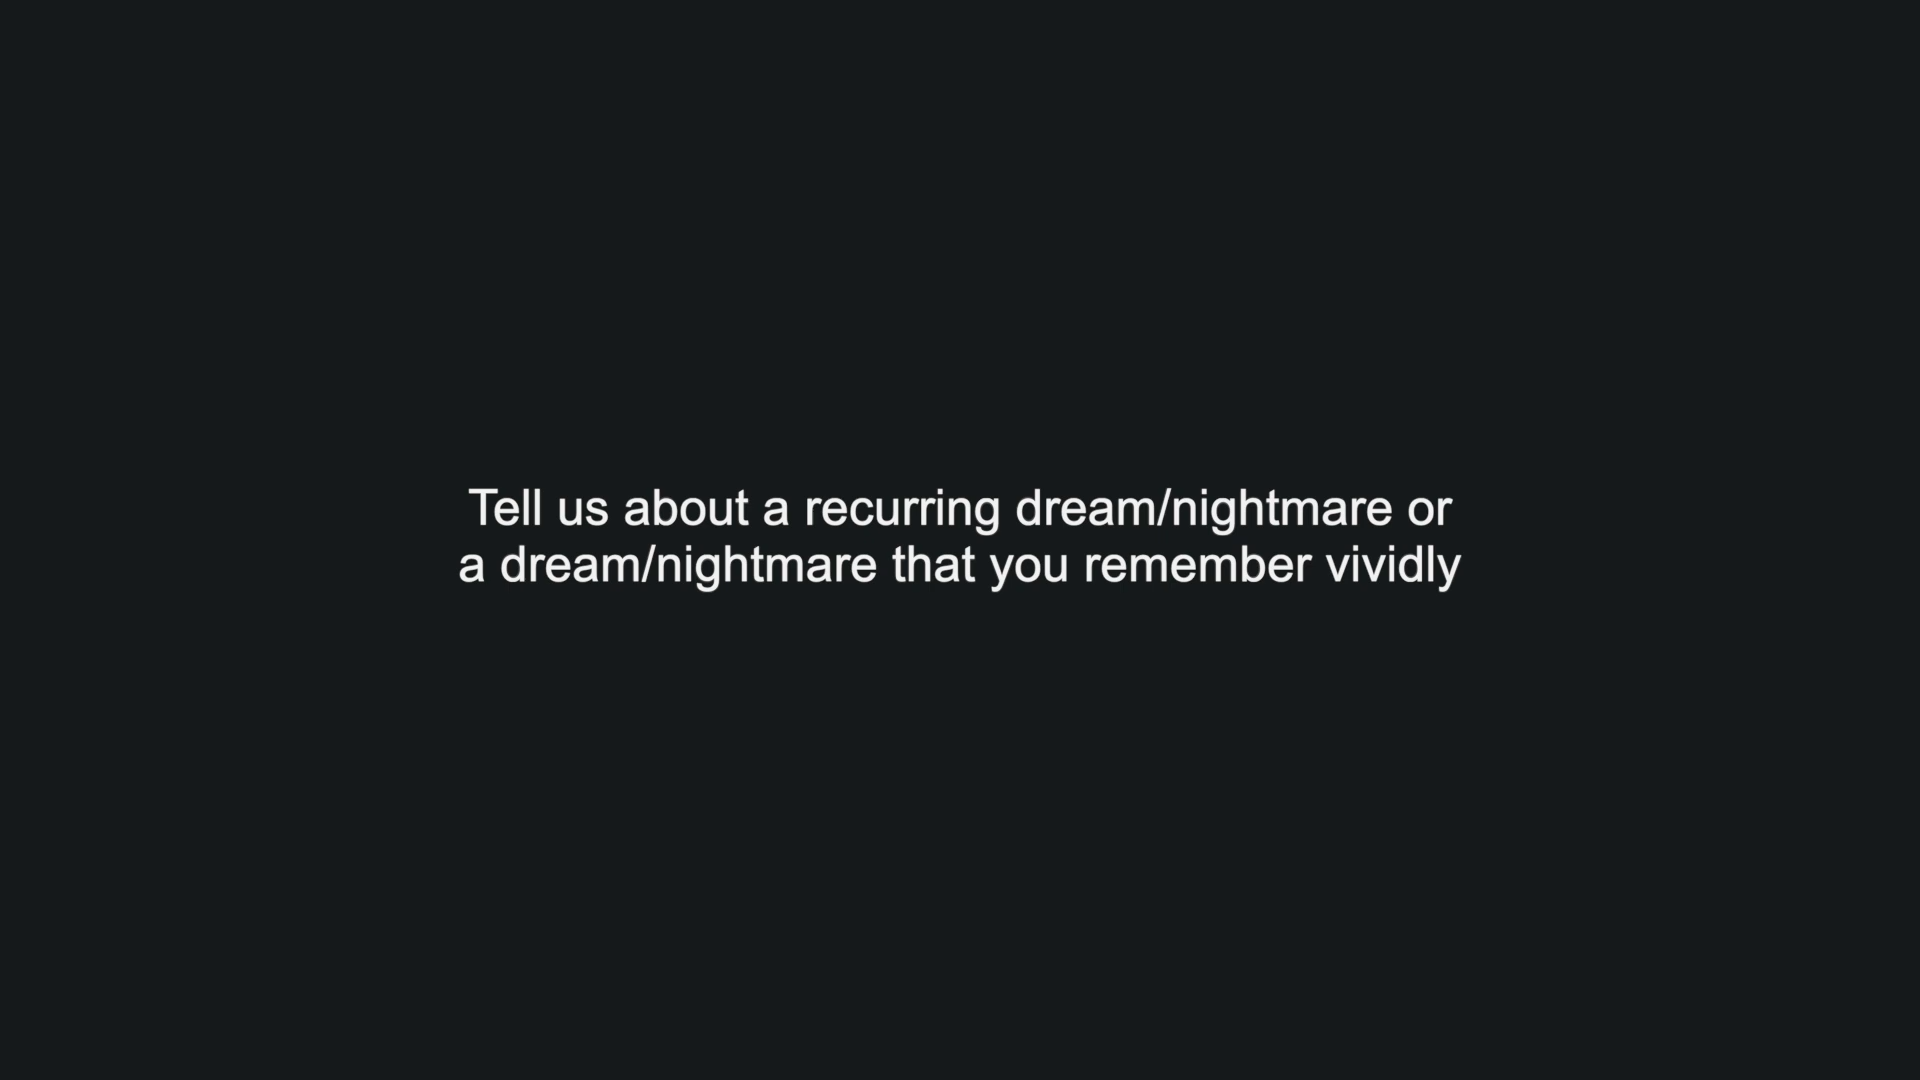 Tell us about a recurring dream/nightmare or
a dream/nightmare that you remember vividly